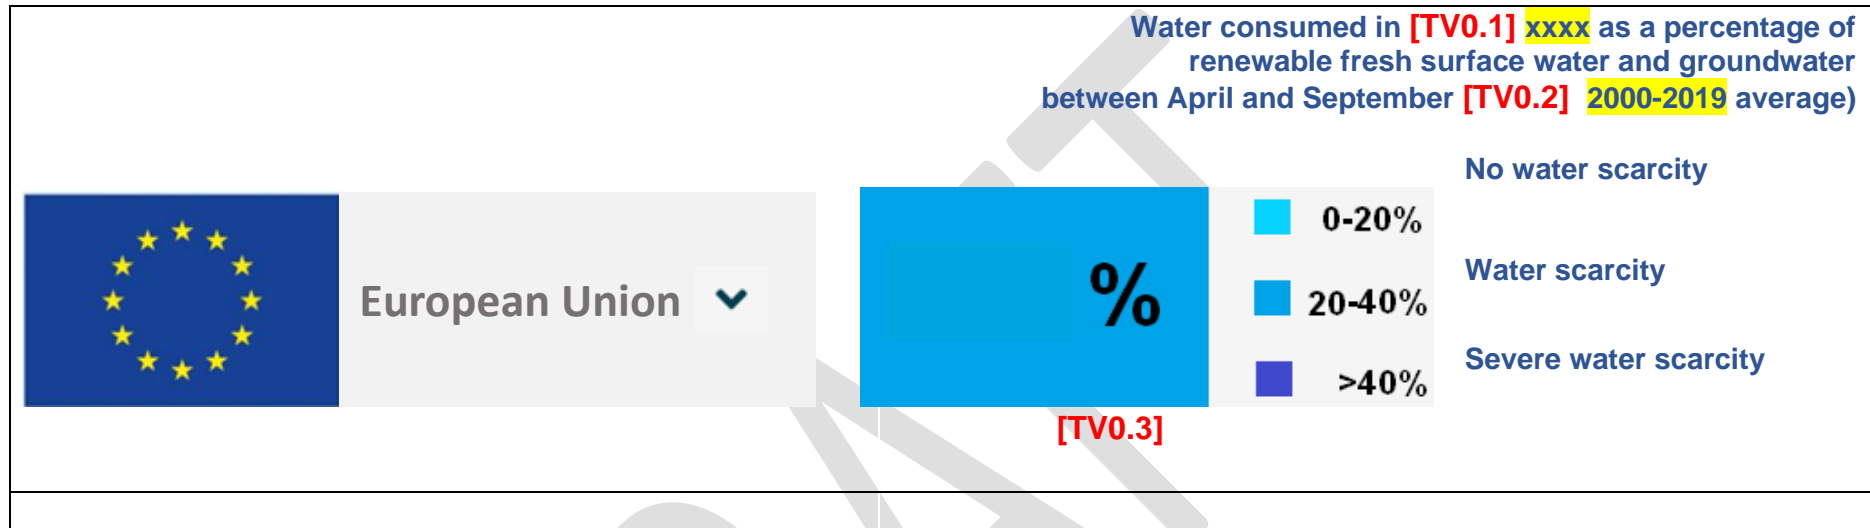 Water consumed in [TV0.1] xxxx as a percentage of
renewable fresh surface water and groundwater
between April and September [TV0.2] 2000-2019 average)
European Union
%
0-20%
No water scarcity
20-40%
Water scarcity
>40%
Severe water scarcity
[TV0.3]